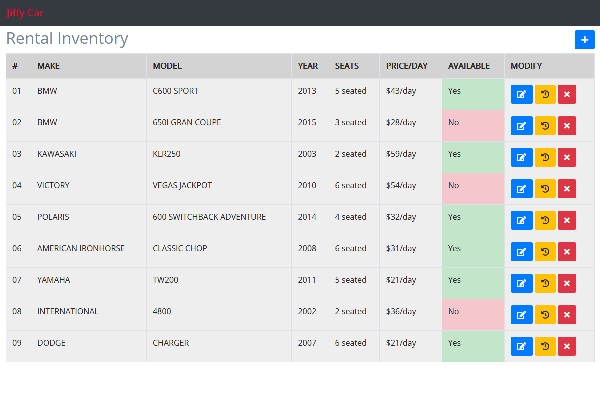 Jiffy Car
Rental Inventory
# MAKE MODEL YEAR SEATS PRICE/DAY AVAILABLE MODIFY
01 BMW C600 SPORT 2013 5 seated $43/day Yes
02 BMW 650I GRAN COUPE 2015 3 seated $28/day No
03 KAWASAKI KLR250 2003 2 seated $59/day Yes
04 VICTORY VEGAS JACKPOT 2010 6 seated $54/day No
05 POLARIS 600 SWITCHBACK ADVENTURE 2014 4 seated $32/day Yes
06 AMERICAN IRONHORSE CLASSIC CHOP 2008 6 seated $31/day Yes
07 YAMAHA TW200 2011 5 seated $21/day Yes
08 INTERNATIONAL 4800 2002 2 seated $36/day No
09 DODGE CHARGER 2007 6 seated $21/day Yes